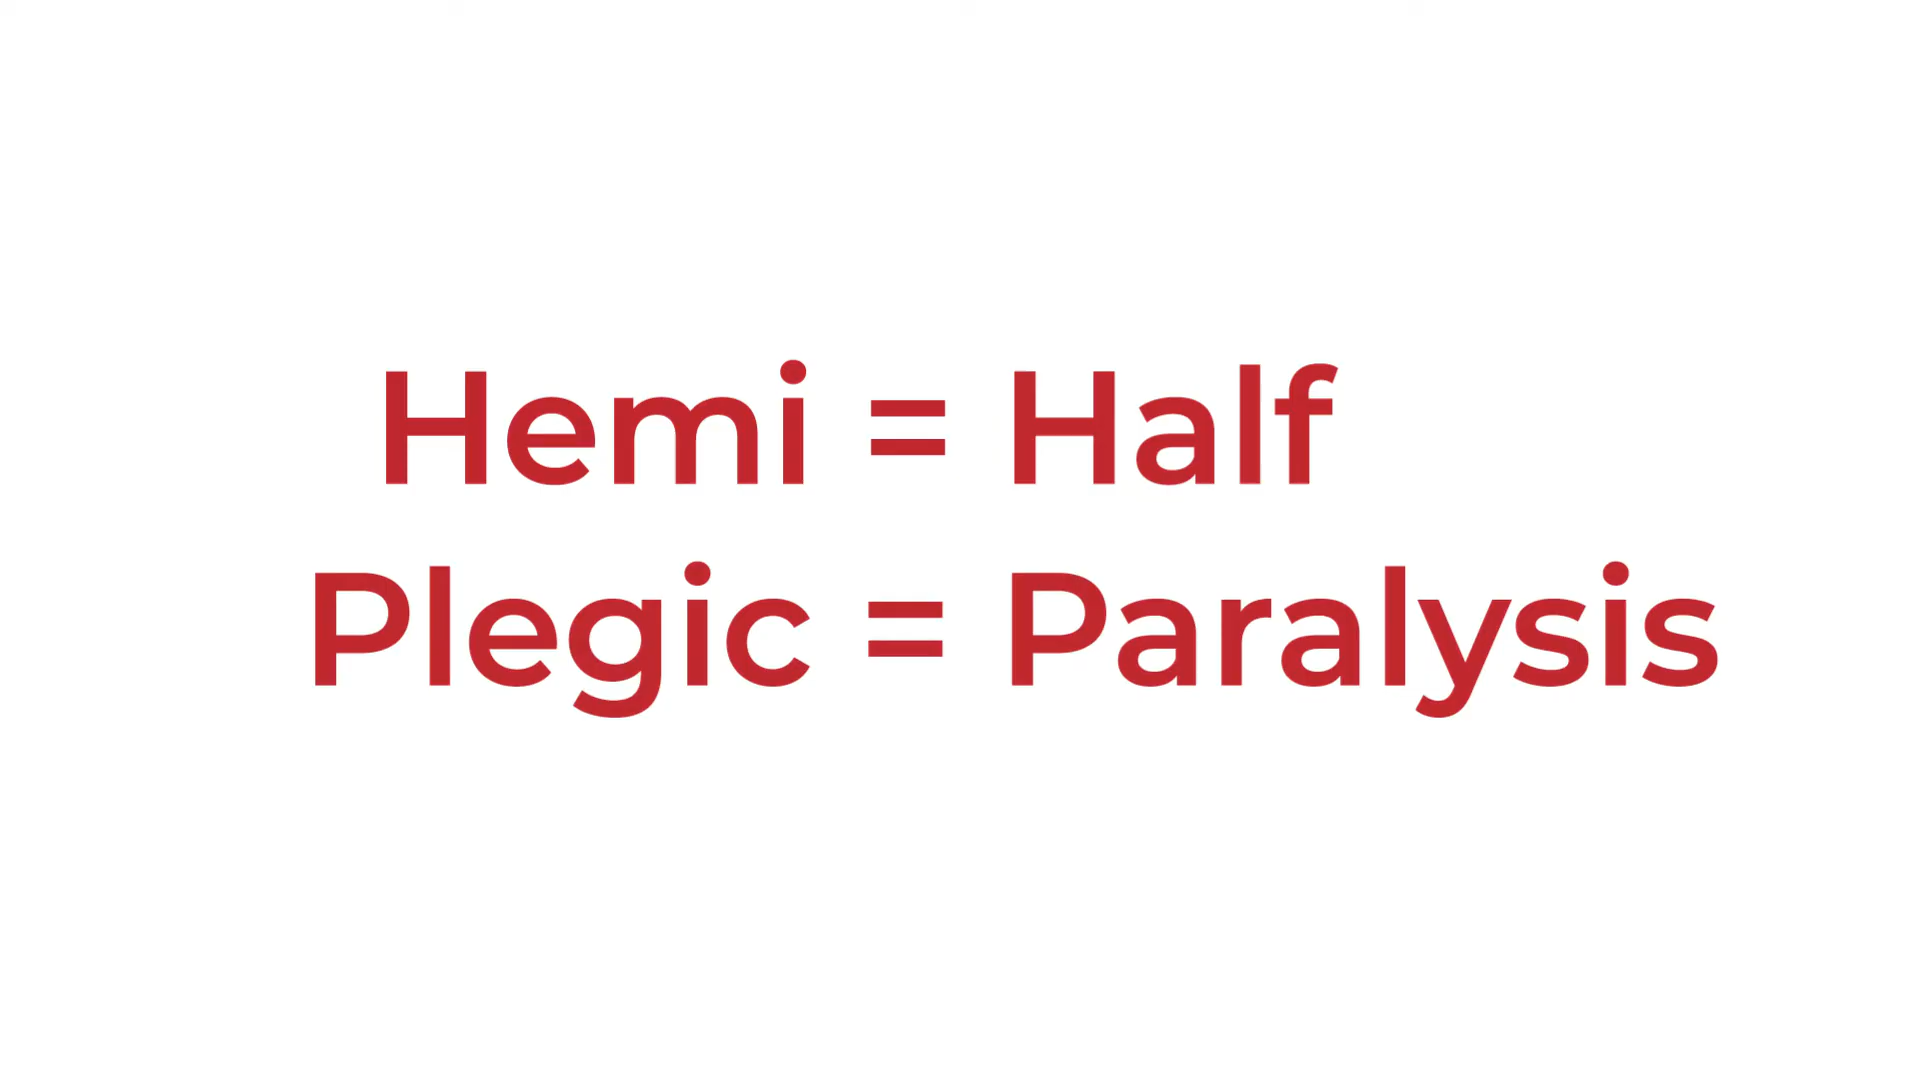 Hemi = Half
Plegic = Paralysis